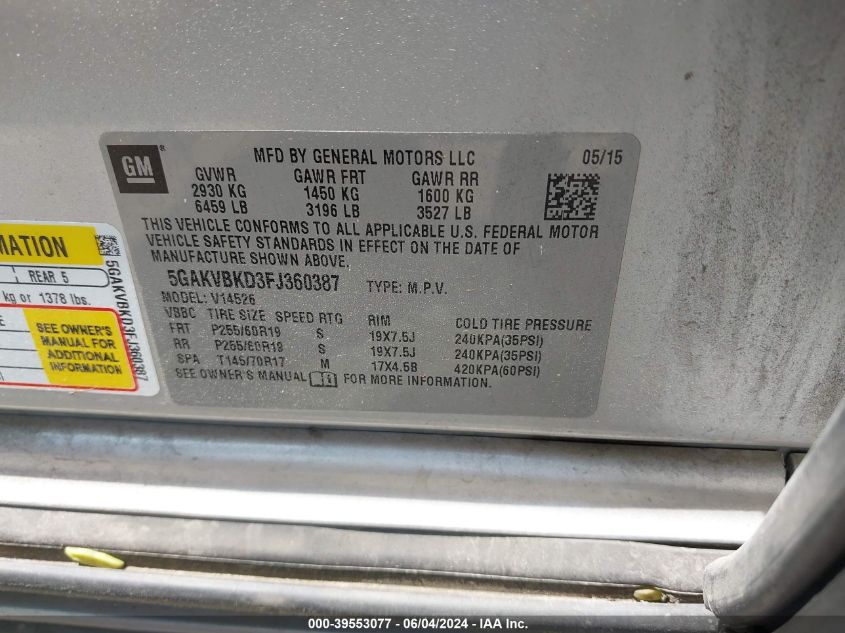 GM ®
MFD BY GENERAL MOTORS LLC 05/15
GVWR GAWR FRT GAWR RR
2930 KG 1450 KG 1600 KG
6459 LB 3196 LB 3527 LB
THIS VEHICLE CONFORMS TO ALL APPLICABLE U.S. FEDERAL MOTOR
VEHICLE SAFETY STANDARDS IN EFFECT ON THE DATE OF
MANUFACTURE SHOWN ABOVE.
5GAKVBKD3FJ360387 TYPE: M.P.V.
MODEL: V14526
VBBC TIRE SIZE SPEED RTG RIM COLD TIRE PRESSURE
FRT P255/60R19 S 19X7.5J 240KPA(35PSI)
RR P255/60R19 S 19X7.5J 240KPA(35PSI)
SPA T145/70R17 M 17X4.5B 420KPA(60PSI)
SEE OWNER'S MANUAL FOR MORE INFORMATION.
MATION
REAR 5
kg or 1378 lbs.
SEE OWNER'S
MANUAL FOR
ADDITIONAL
INFORMATION
5GAKVBKD3FJ360387
000-39553077 - 06/04/2024 - IAA Inc.